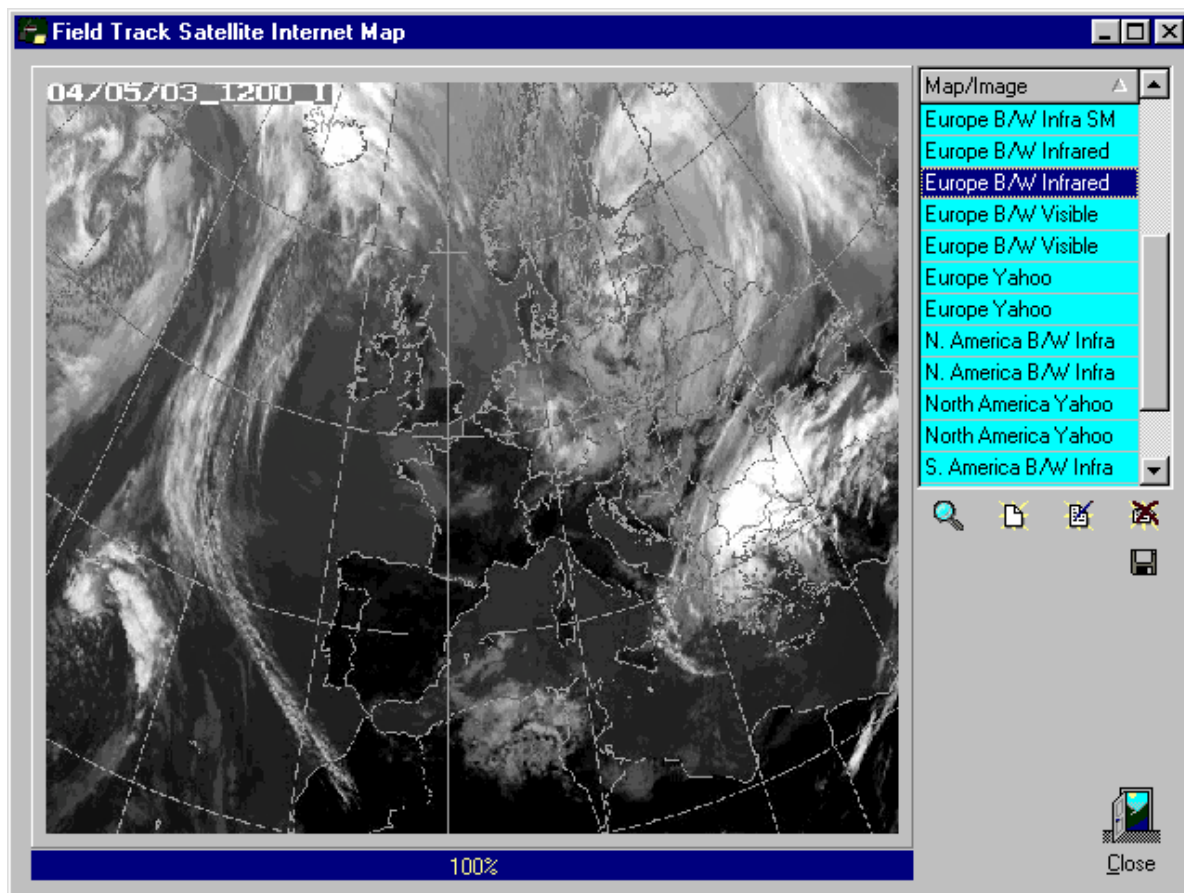 Field Track Satellite Internet Map
04/05/03_1200_I
Map/Image
Europe B/W Infra SM
Europe B/W Infrared
Europe B/W Infrared
Europe B/W Visible
Europe B/W Visible
Europe Yahoo
Europe Yahoo
N. America B/W Infra
N. America B/W Infra
North America Yahoo
North America Yahoo
S. America B/W Infra
Close
100%